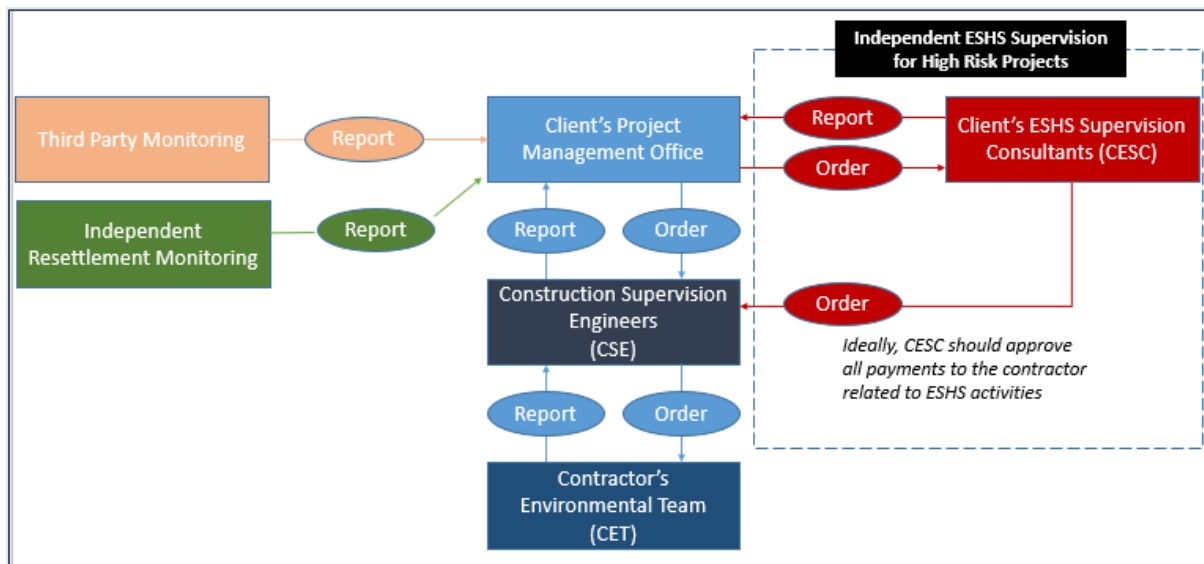 Independent ESHS Supervision
for High Risk Projects
Third Party Monitoring
Report
Client's Project
Management Office
Report
Order
Client's ESHS Supervision
Consultants (CESC)
Independent
Resettlement Monitoring
Report
Report
Order
Construction Supervision
Engineers
(CSE)
Order
Ideally, CESC should approve
all payments to the contractor
related to ESHS activities
Report
Order
Contractor's
Environmental Team
(CET)